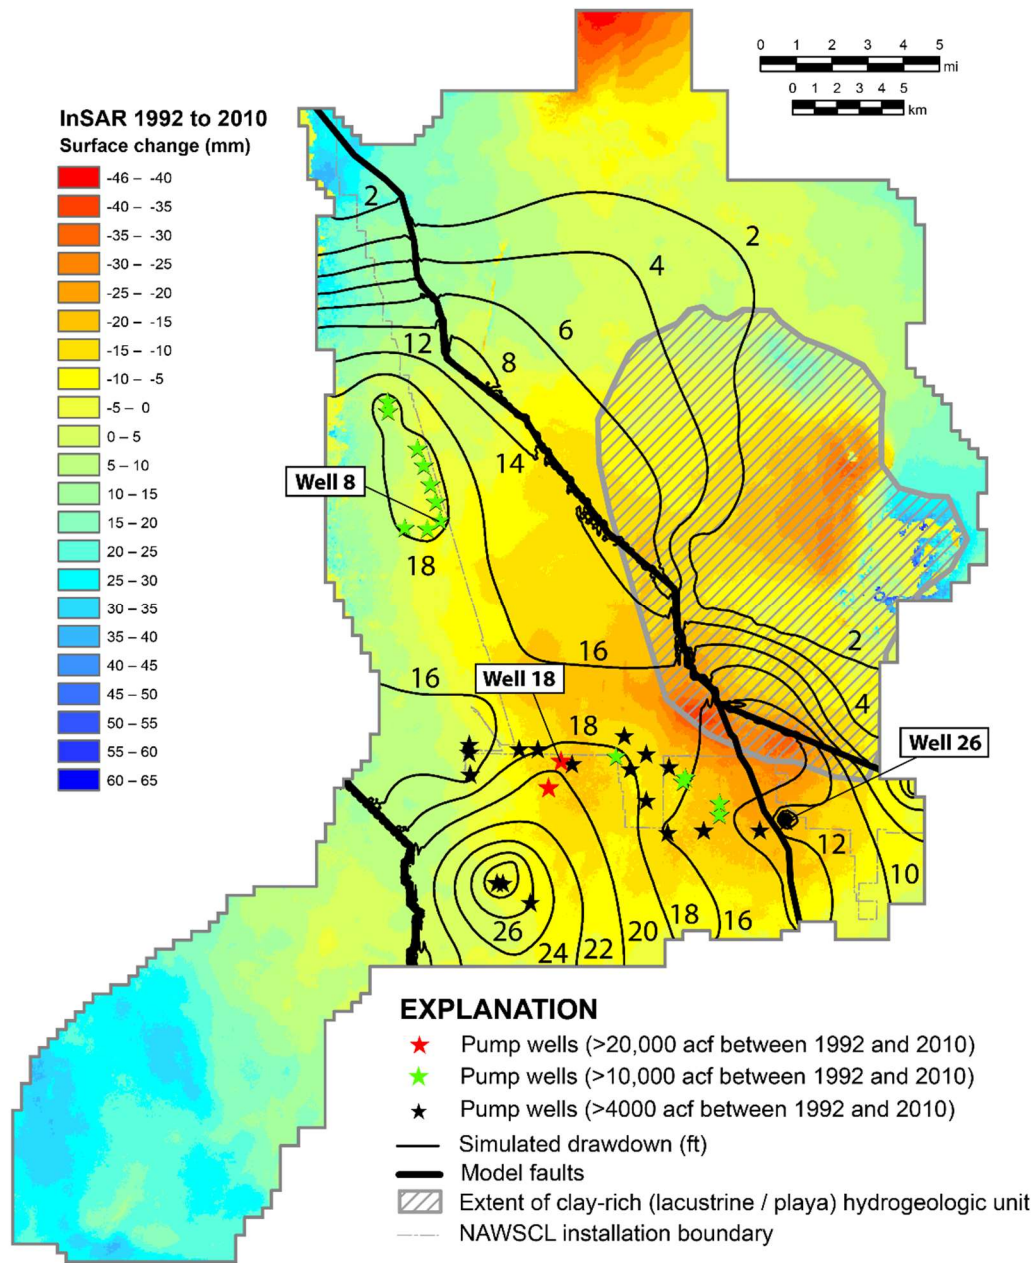 0 1 2 3 4 5
mi
0 1 2 3 4 5
km
InSAR 1992 to 2010
Surface change (mm)
-46 – -40
-40 – -35
-35 – -30
-30 – -25
-25 – -20
-20 – -15
-15 – -10
-10 – -5
-5 – 0
0 – 5
5 – 10
10 – 15
15 – 20
20 – 25
25 – 30
30 – 35
35 – 40
40 – 45
45 – 50
50 – 55
55 – 60
60 – 65
2
2
4
6
12
8
14
Well 8
18
2
16
16
Well 18
4
18
Well 26
12
10
26
24
22
20
18
16
EXPLANATION
Pump wells (>20,000 acf between 1992 and 2010)
Pump wells (>10,000 acf between 1992 and 2010)
Pump wells (>4000 acf between 1992 and 2010)
Simulated drawdown (ft)
Model faults
Extent of clay-rich (lacustrine / playa) hydrogeologic unit
NAWSCL installation boundary